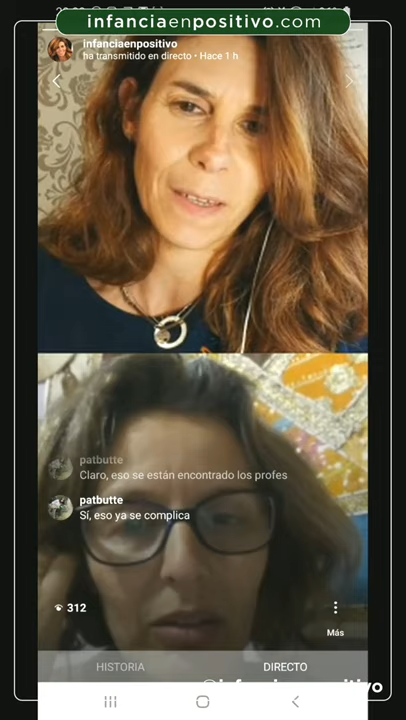 infanciaenpositivo.com
infanciaenpositivo
ha transmitido en directo • Hace 1 h
patbutte
Claro, eso se están encontrado los profes
patbutte
Sí, eso ya se complica
312
Más
HISTORIA
DIRECTO